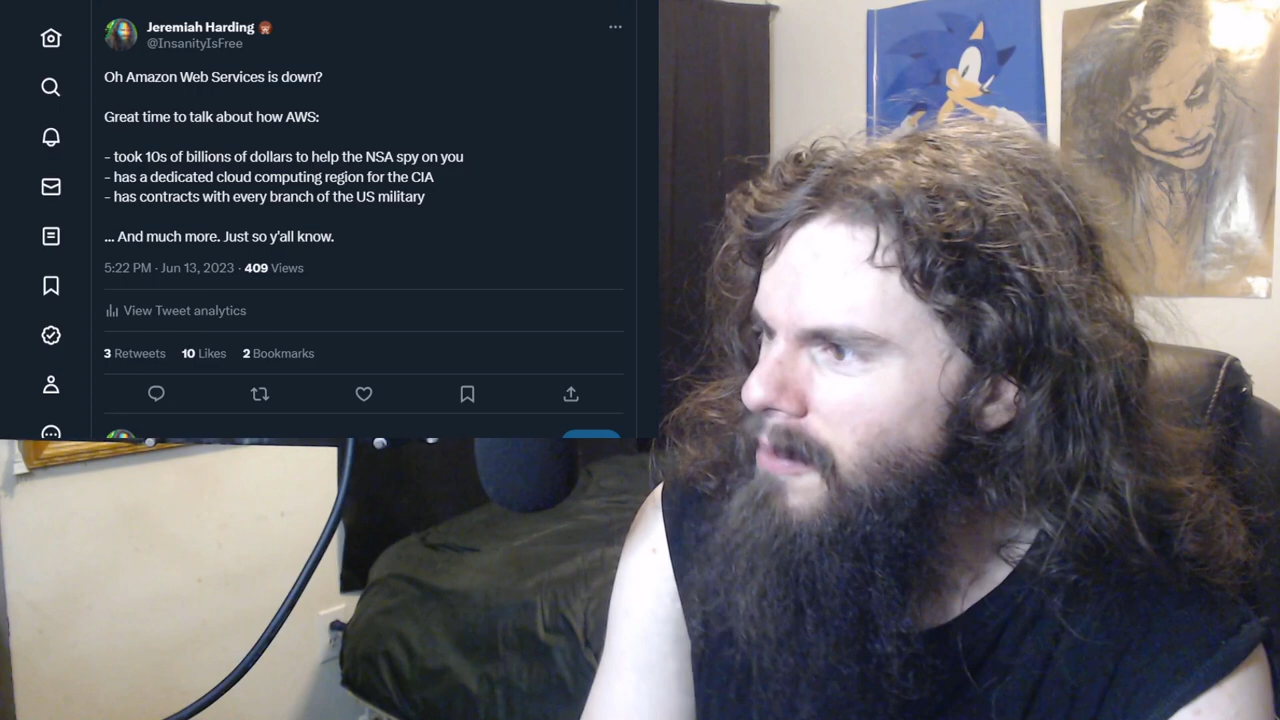 Jeremiah Harding
@InsanityIsFree
Oh Amazon Web Services is down?
Great time to talk about how AWS:
- took 10s of billions of dollars to help the NSA spy on you
- has a dedicated cloud computing region for the CIA
- has contracts with every branch of the US military
... And much more. Just so y'all know.
5:22 PM · Jun 13, 2023 · 409 Views
View Tweet analytics
3 Retweets 10 Likes 2 Bookmarks